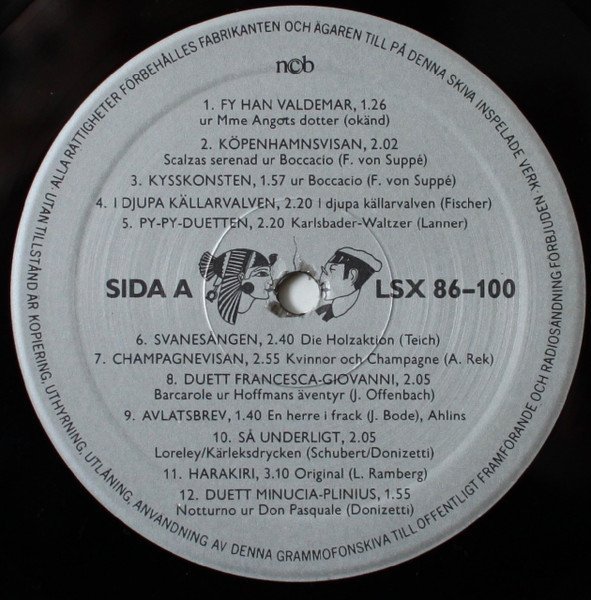 UTAN TILLSTÅND ÄR KOPIERING, UTHYRNING, UTLÅNING, ANVÄNDNING AV DENNA GRAMMOFONSKIVA TILL OFFENTLIGT FRAMFÖRANDE OCH RADIOSÄNDNING FÖRBJUDEN
ALLA RÄTTIGHETER FÖRBEHÅLLES FABRIKANTEN OCH ÄGAREN TILL PÅ DENNA SKIVA INSPELADE VERK.
ncb
1. FY HAN VALDEMAR, 1.26
ur Mme Angots dotter (okänd)
2. KÖPENHAMNSVISAN, 2.02
Scalzas serenad ur Boccacio (F. von Suppé)
3. KYSSKONSTEN, 1.57 ur Boccacio (F. von Suppé)
4. I DJUPA KÄLLARVALVEN, 2.20 I djupa källarvalven (Fischer)
5. PY-PY-DUETTEN, 2.20 Karlsbader-Waltzer (Lanner)
SIDA A LSX 86-100
6. SVANESÅNGEN, 2.40 Die Holzaktion (Teich)
7. CHAMPAGNEVISAN, 2.55 Kvinnor och Champagne (A. Rek)
8. DUETT FRANCESCA-GIOVANNI, 2.05
Barcarole ur Hoffmans äventyr (J. Offenbach)
9. AVLATSBREV, 1.40 En herre i frack (J. Bode), Ahlins
10. SÅ UNDERLIGT, 2.05
Loreley/Kärleksdrycken (Schubert/Donizetti)
11. HARAKIRI, 3.10 Original (L. Ramberg)
12. DUETT MINUCIA-PLINIUS, 1.55
Notturno ur Don Pasquale (Donizetti)